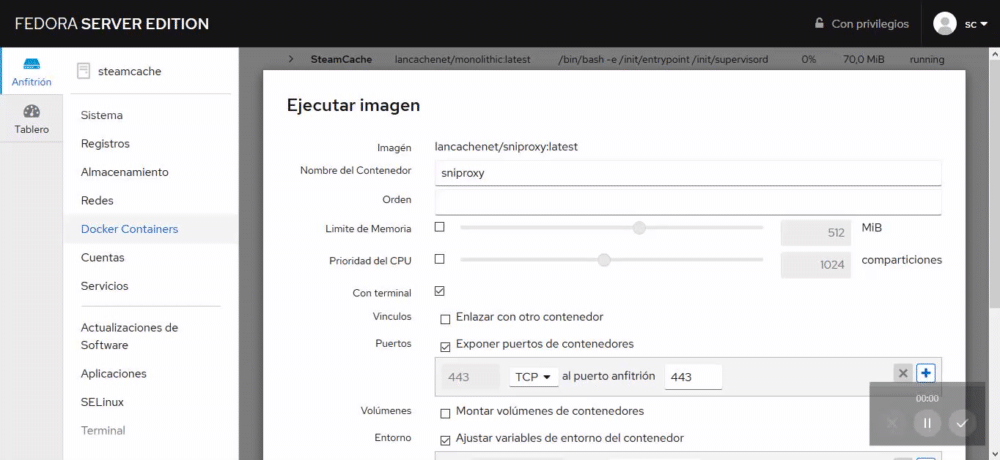 FEDORA SERVER EDITION
Con privilegios
sc
Anfitrión
Tablero
steamcache
Sistema
Registros
Almacenamiento
Redes
Docker Containers
Cuentas
Servicios
Actualizaciones de
Software
Aplicaciones
SELinux
Terminal
SteamCache lancachenet/monolithic:latest /bin/bash -e /init/entrypoint /init/supervisord 0% 70,0 MiB running
Ejecutar imagen
Imagén lancachenet/sniproxy:latest
Nombre del Contenedor sniproxy
Orden
Limite de Memoria 512 MiB
Prioridad del CPU 1024 comparticiones
Con terminal
Vinculos Enlazar con otro contenedor
Puertos Exponer puertos de contenedores
443 TCP al puerto anfitrión 443
Volúmenes Montar volúmenes de contenedores
Entorno Ajustar variables de entorno del contenedor
00:00